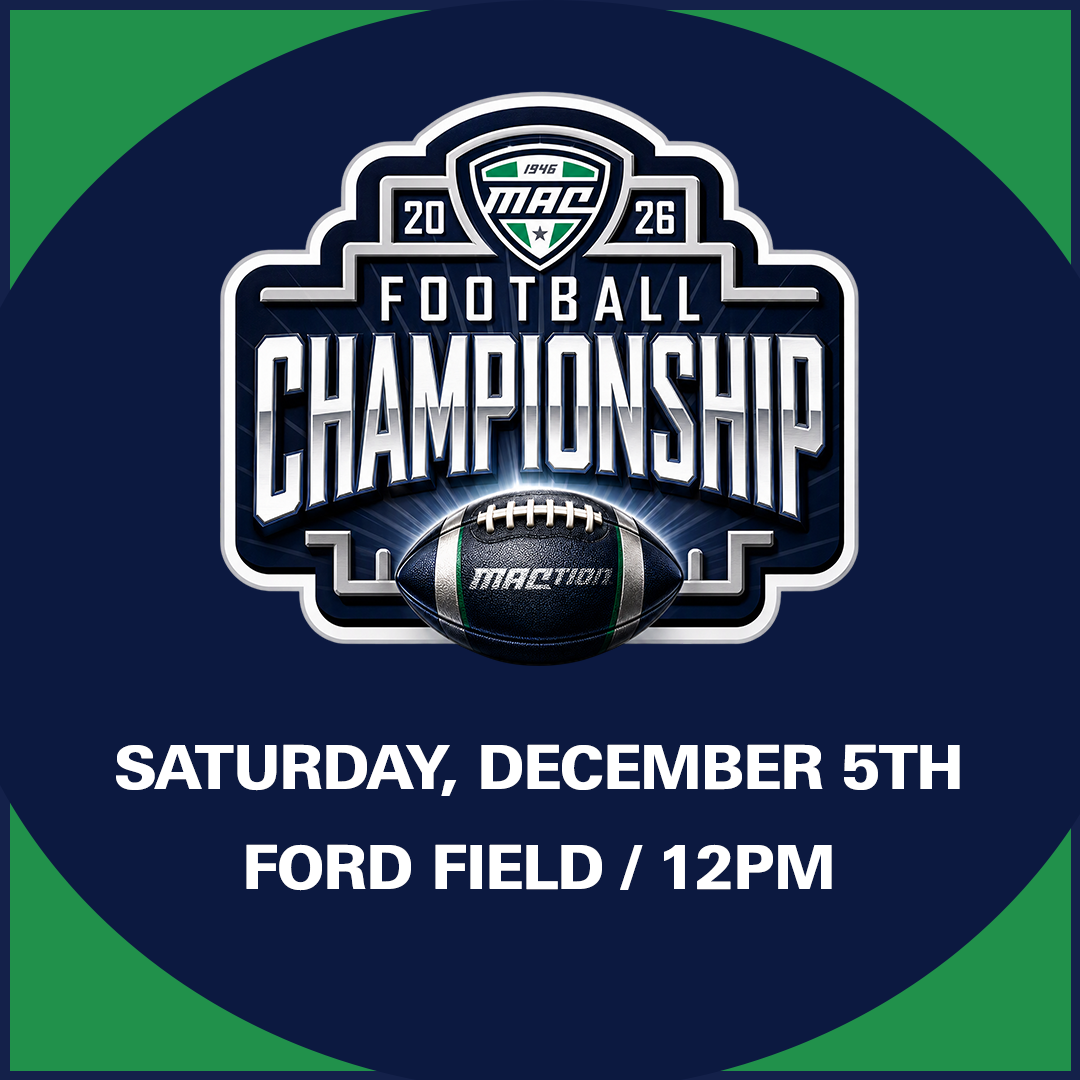 1946
MAC
20 26
FOOTBALL
CHAMPIONSHIP
MACTION
SATURDAY, DECEMBER 5TH
FORD FIELD / 12PM